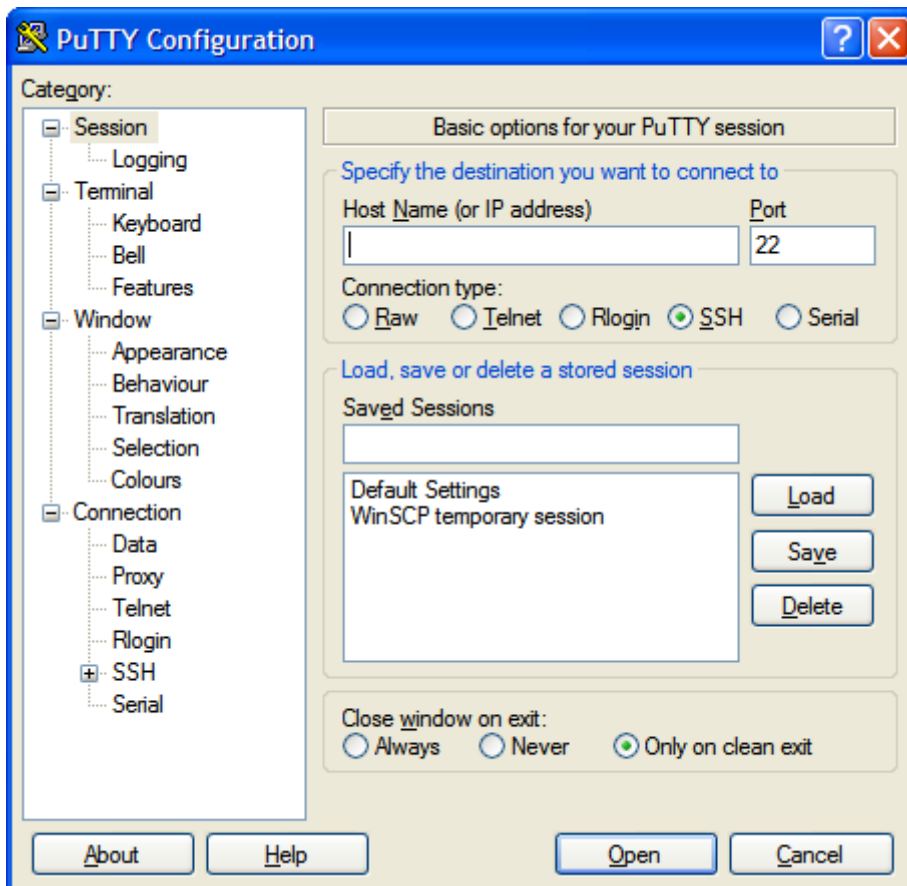 PuTTY Configuration
Category:
Session
Logging
Terminal
Keyboard
Bell
Features
Window
Appearance
Behaviour
Translation
Selection
Colours
Connection
Data
Proxy
Telnet
Rlogin
SSH
Serial
Basic options for your PuTTY session
Specify the destination you want to connect to
Host Name (or IP address) Port
22
Connection type:
Raw Telnet Rlogin SSH Serial
Load, save or delete a stored session
Saved Sessions
Default Settings
WinSCP temporary session
Load
Save
Delete
Close window on exit:
Always Never Only on clean exit
About Help Open Cancel